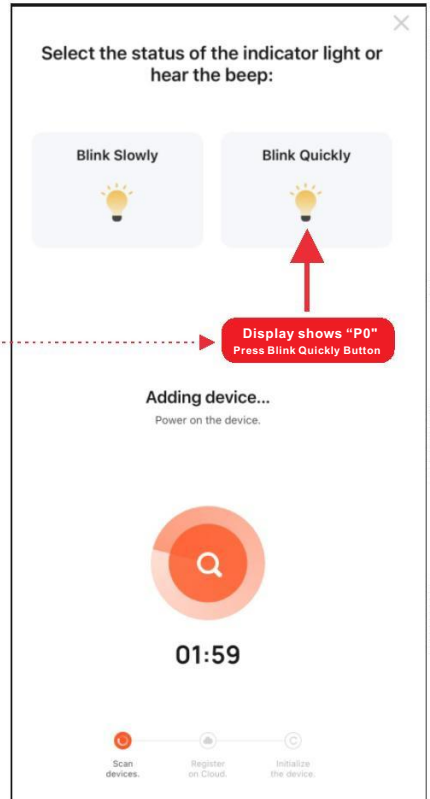 Select the status of the indicator light or
hear the beep:
Blink Slowly
Blink Quickly
Display shows “P0"
Press Blink Quickly Button
Adding device...
Power on the device.
01:59
Scan
devices.
Register
on Cloud.
Initialize
the device.